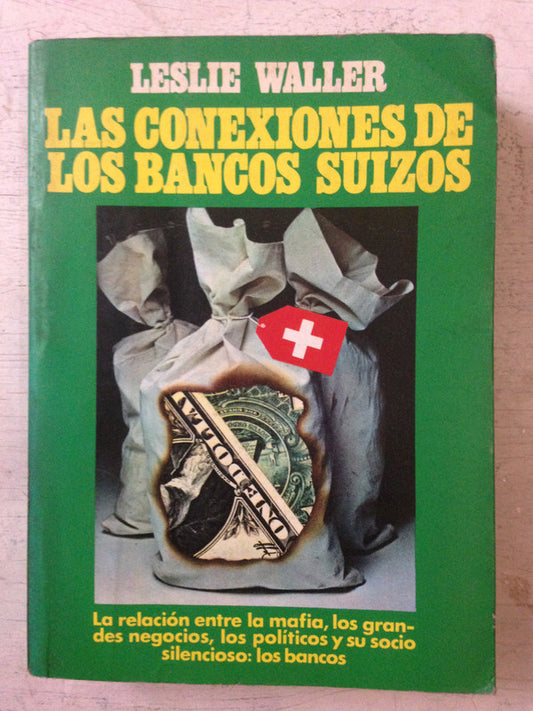 LESLIE WALLER
LAS CONEXIONES DE
LOS BANCOS SUIZOS
ONE DOLLAR
La relación entre la mafia, los gran-
des negocios, los políticos y su socio
silencioso: los bancos